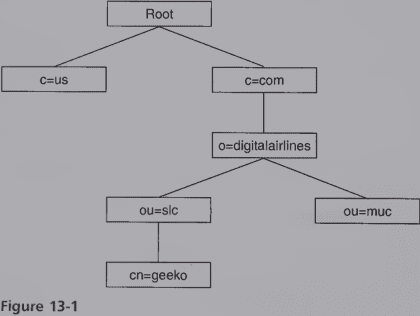 Root
c=us
c=com
o=digitalairlines
ou=slc
ou=muc
cn=geeko
Figure 13-1